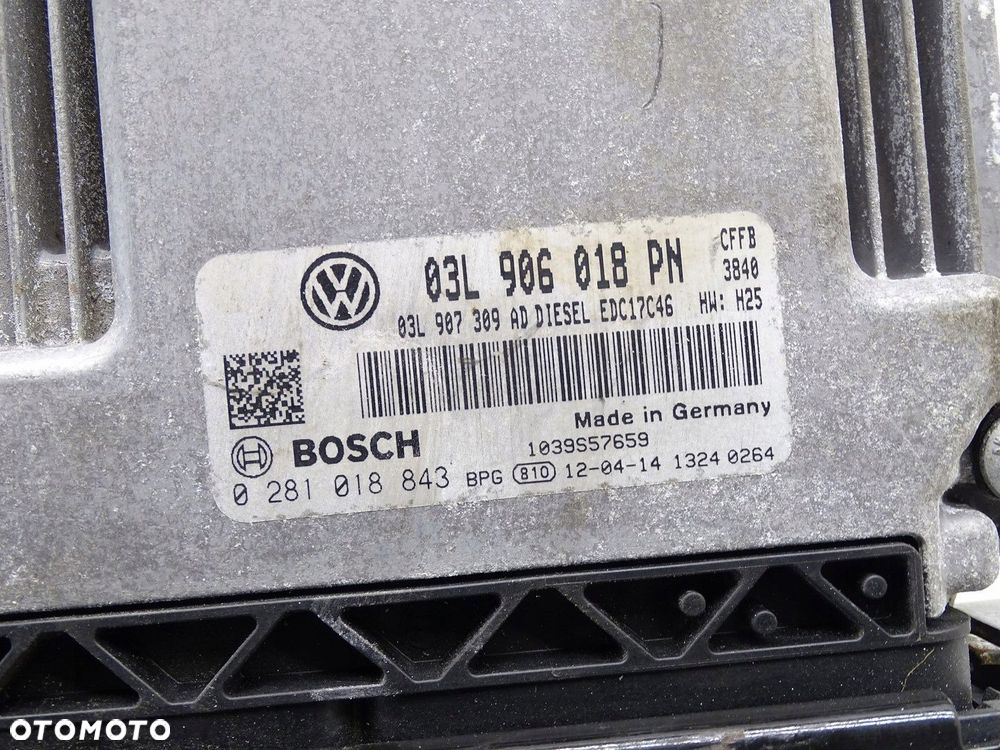 03L 906 018 PN CFFB
3840
03L 907 309 AD DIESEL EDC17C46 HW: H25
Made in Germany
BOSCH 1039S57659
0 281 018 843 BPG 810 12-04-14 1324 0264
OTOMOTO